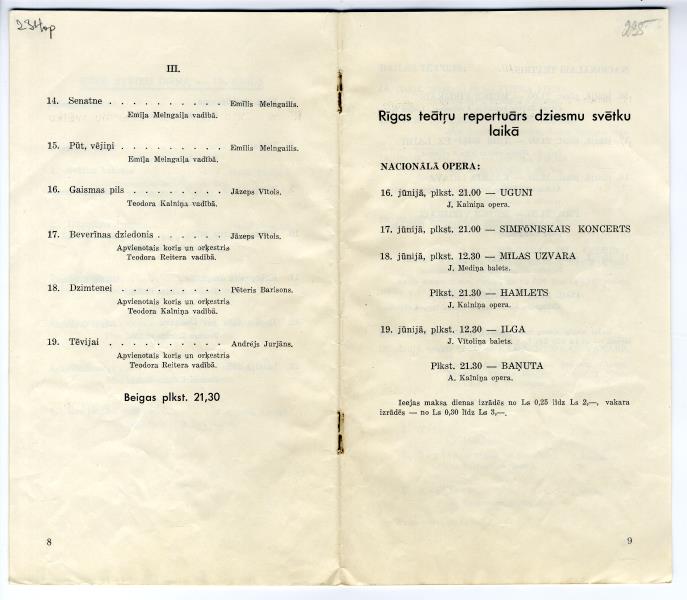 III.
14. Senatne . . . . . . . . . . Emīlis Melngailis.
Emīļa Melngaiļa vadībā.
15. Pūt, vējiņi . . . . . . . . . Emīlis Melngailis.
Emīļa Melngaiļa vadībā.
16. Gaismas pils . . . . . . . . Jāzeps Vītols.
Teodora Kalniņa vadībā.
17. Beverīnas dziedonis . . . . . . Jāzeps Vītols.
Apvienotais koris un orķestris
Teodora Reitera vadībā.
18. Dzimtenei . . . . . . . . . Pēteris Barisons.
Apvienotais koris un orķestris
Teodora Kalniņa vadībā.
19. Tēvijai . . . . . . . . . . Andrējs Jurjāns.
Apvienotais koris un orķestris
Teodora Reitera vadībā.
Beigas plkst. 21,30
8
Rīgas teātŗu repertuārs dziesmu svētku
laikā
NACIONĀLĀ OPERA:
16. jūnijā, plkst. 21.00 — UGUNI
J. Kalniņa opera.
17. jūnijā, plkst. 21.00 — SIMFŌNISKAIS KONCERTS
18. jūnijā, plkst. 12.30 — MĪLAS UZVARA
J. Mediņa balets.
Plkst. 21.30 — HAMLETS
J. Kalniņa opera.
19. jūnijā, plkst. 12.30 — ILGA
J. Vītoliņa balets.
Plkst. 21.30 — BAŅUTA
A. Kalniņa opera.
Ieejas maksa dienas izrādēs no Ls 0,25 līdz Ls 2,—, vakara
izrādēs — no Ls 0,30 līdz Ls 3,—.
9